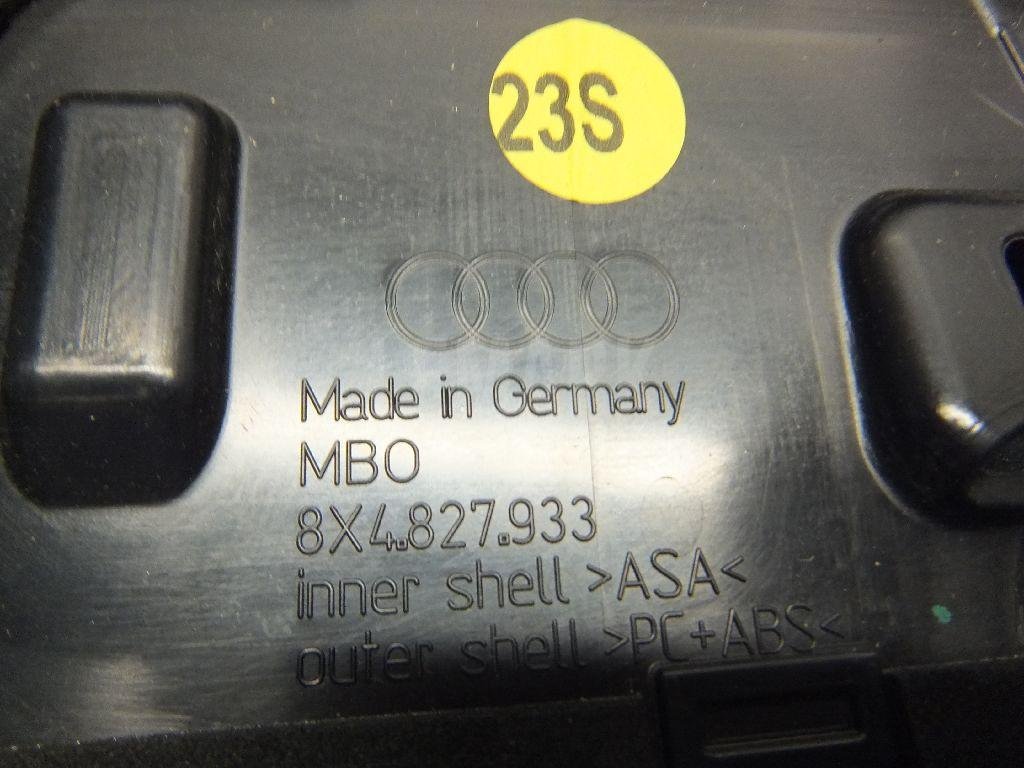 23S
Made in Germany
MBO
8X4.827.933
inner shell >ASA<
outer shell >PC+ABS<